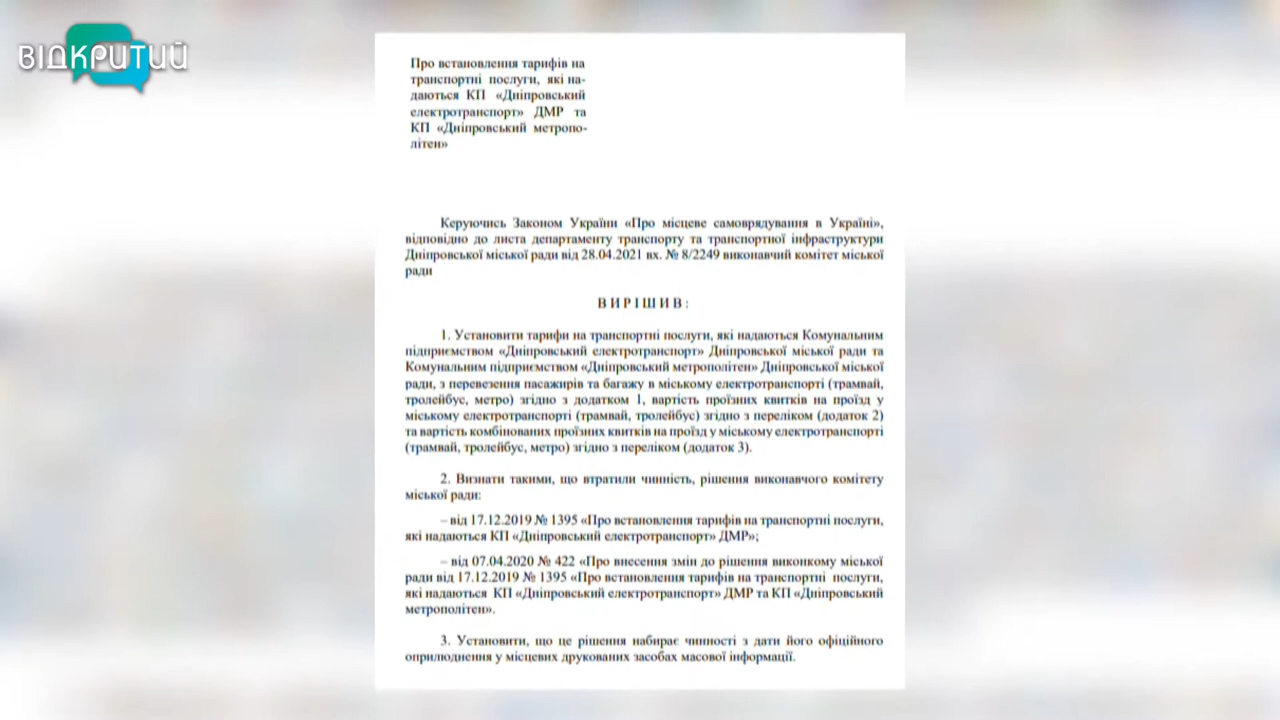 ВІДКРИТИЙ
Про встановлення тарифів на
транспортні послуги, які на-
даються КП «Дніпровський
електротранспорт» ДМР та
КП «Дніпровський метропо-
літен»
Керуючись Законом України «Про місцеве самоврядування в Україні»,
відповідно до листа департаменту транспорту та транспортної інфраструктури
Дніпровської міської ради від 28.04.2021 вх. № 8/2249 виконавчий комітет міської
ради
В И Р І Ш И В :
1. Установити тарифи на транспортні послуги, які надаються Комунальним
підприємством «Дніпровський електротранспорт» Дніпровської міської ради та
Комунальним підприємством «Дніпровський метрополітен» Дніпровської міської
ради, з перевезення пасажирів та багажу в міському електротранспорті (трамвай,
тролейбус, метро) згідно з додатком 1, вартість проїзних квитків на проїзд у
міському електротранспорті (трамвай, тролейбус) згідно з переліком (додаток 2)
та вартість комбінованих проїзних квитків на проїзд у міському електротранспорті
(трамвай, тролейбус, метро) згідно з переліком (додаток 3).
2. Визнати такими, що втратили чинність, рішення виконавчого комітету
міської ради:
– від 17.12.2019 № 1395 «Про встановлення тарифів на транспортні послуги,
які надаються КП «Дніпровський електротранспорт» ДМР»;
– від 07.04.2020 № 422 «Про внесення змін до рішення виконкому міської
ради від 17.12.2019 № 1395 «Про встановлення тарифів на транспортні послуги,
які надаються КП «Дніпровський електротранспорт» ДМР та КП «Дніпровський
метрополітен».
3. Установити, що це рішення набирає чинності з дати його офіційного
оприлюднення у місцевих друкованих засобах масової інформації.